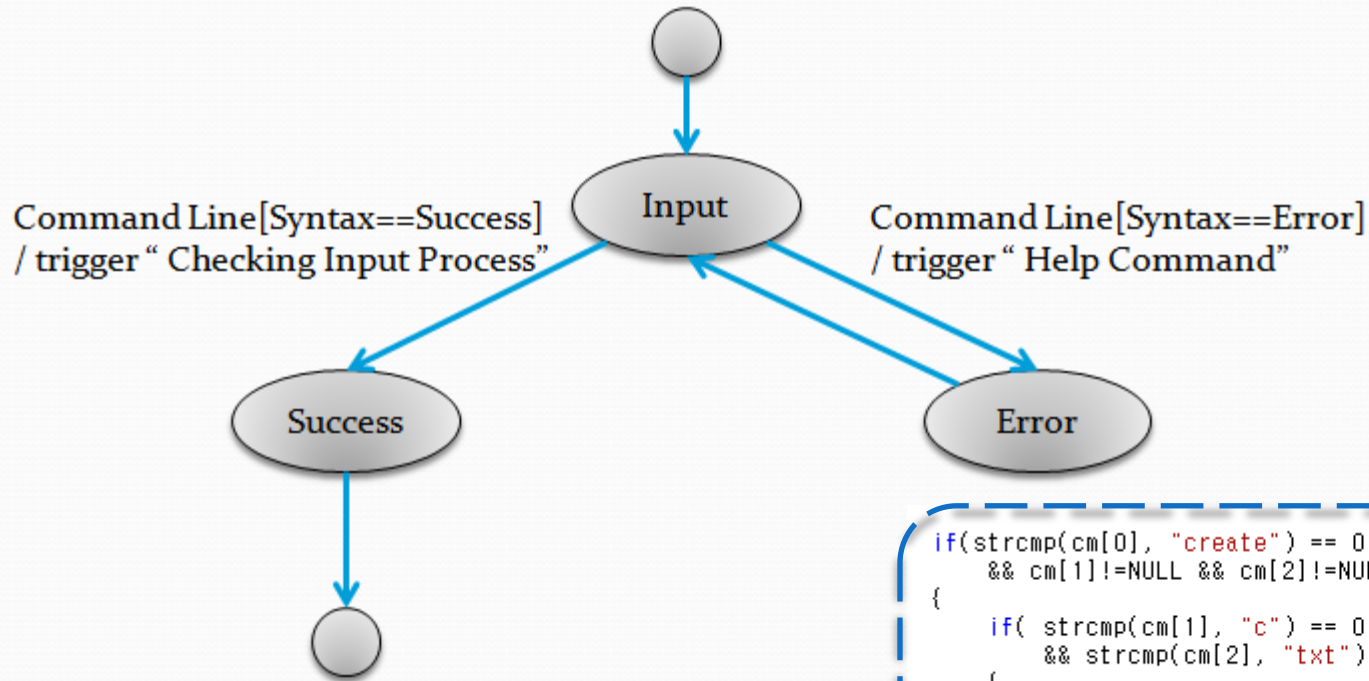 Input
Command Line[Syntax==Success]
/ trigger “ Checking Input Process”
Command Line[Syntax==Error]
/ trigger “ Help Command”
Success
Error
if(strcmp(cm[0], "create") == 0
&& cm[1]!=NULL && cm[2]!=NU
{
if( strcmp(cm[1], "c") == 0
&& strcmp(cm[2], "txt")
{